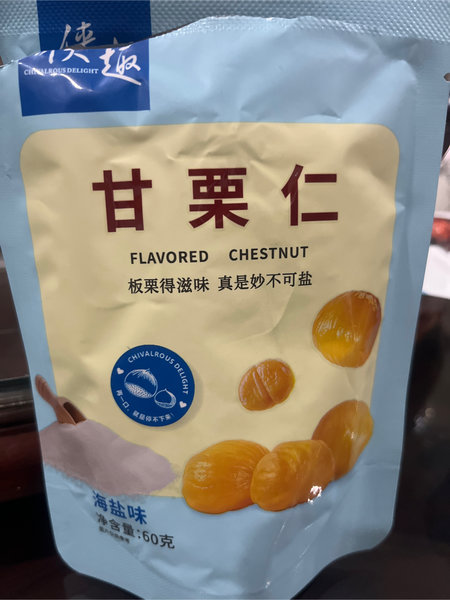 侠趣
CHIVALROUS DELIGHT
甘栗仁
FLAVORED CHESTNUT
板栗得滋味 真是妙不可盐
CHIVALROUS DELIGHT
海盐味
净含量:60克